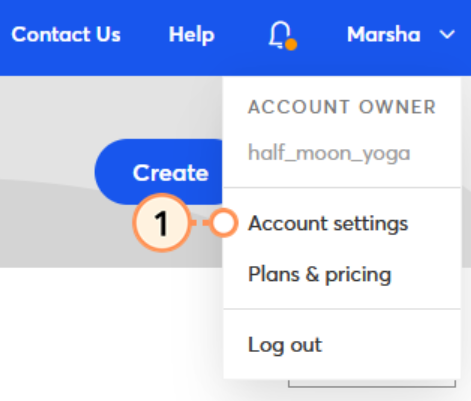 Contact Us Help Marsha
ACCOUNT OWNER
half_moon_yoga
Create
1
Account settings
Plans & pricing
Log out